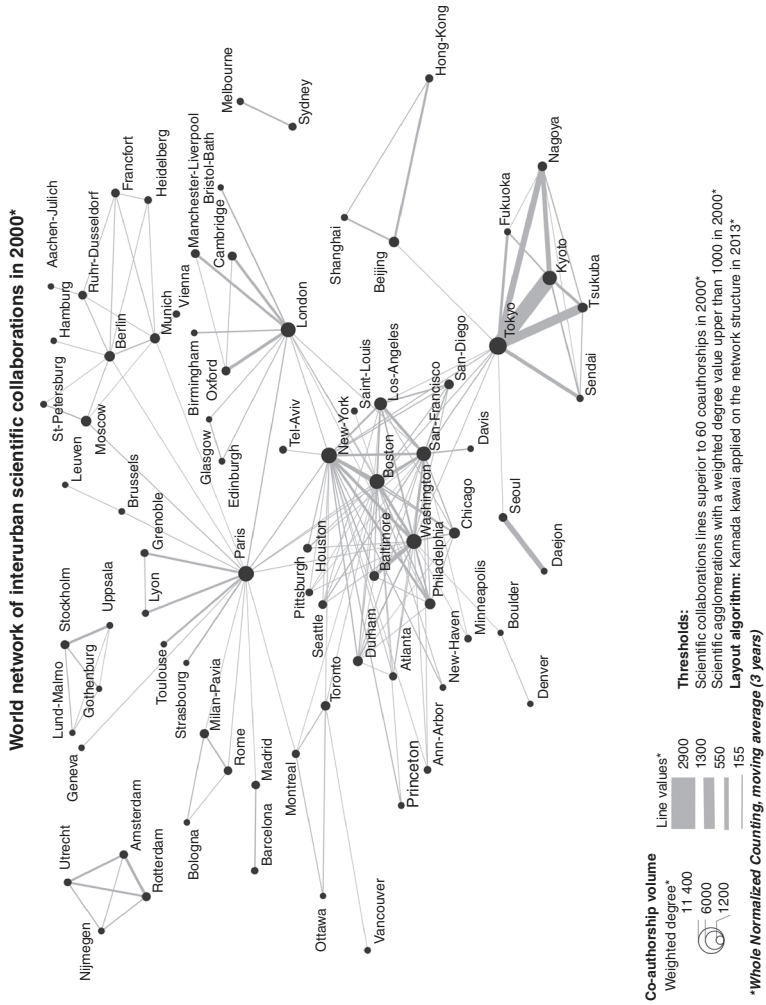 World network of interurban scientific collaborations in 2000*
Nijmegen
Utrecht
Amsterdam
Rotterdam
Geneva
Lund-Malmo
Gothenburg
Stockholm
Uppsala
Leuven
Brussels
St-Petersburg
Moscow
Hamburg
Berlin
Aachen-Julich
Ruhr-Dusseldorf
Francfort
Heidelberg
Munich
Vienna
Melbourne
Sydney
Bologna
Milan-Pavia
Rome
Toulouse
Strasbourg
Lyon
Grenoble
Paris
Madrid
Barcelona
Glasgow
Edinburgh
Birmingham
Oxford
Manchester-Liverpool
Bristol-Bath
Cambridge
London
Tel-Aviv
Montreal
Ottawa
Vancouver
Toronto
Pittsburgh
Houston
Seattle
New-York
Saint-Louis
Los-Angeles
Boston
Baltimore
Durham
Atlanta
Washington
Philadelphia
San-Francisco
San-Diego
Davis
Chicago
Minneapolis
New-Haven
Ann-Arbor
Princeton
Boulder
Denver
Shanghai
Beijing
Hong-Kong
Seoul
Daejon
Tokyo
Fukuoka
Nagoya
Kyoto
Tsukuba
Sendai
Co-authorship volume
Weighted degree*
11 400
6000
1200
Line values*
2900
1300
550
155
Thresholds:
Scientific collaborations lines superior to 60 coauthorships in 2000*
Scientific agglomerations with a weighted degree value upper than 1000 in 2000*
Layout algorithm: Kamada kawai applied on the network structure in 2013*
*Whole Normalized Counting, moving average (3 years)